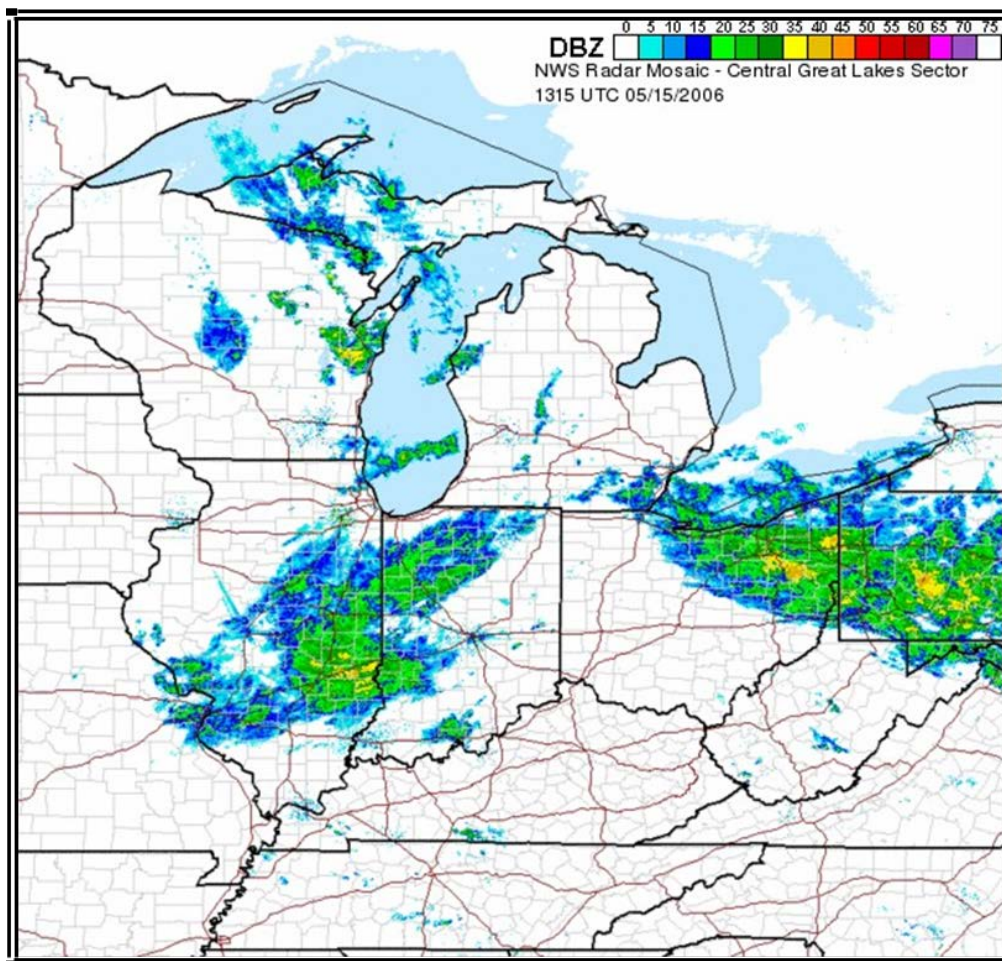 0 5 10 15 20 25 30 35 40 45 50 55 60 65 70 75
DBZ
NWS Radar Mosaic - Central Great Lakes Sector
1315 UTC 05/15/2006